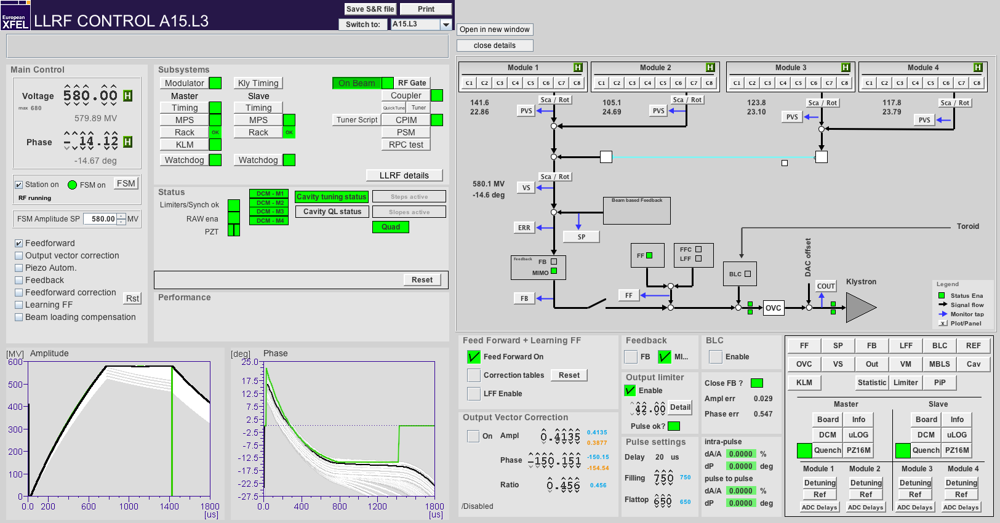 European
XFEL
LLRF CONTROL A15.L3
Save S&R file
Print
Switch to:
A15.L3
Open in new window
close details
Main Control
Voltage
580.00
H
max 680
579.89 MV
Phase
- 14.12
H
-14.67 deg
Station on
FSM on
FSM
RF running
FSM Amplitude SP
580.00
MV
Feedforward
Output vector correction
Piezo Autom.
Feedback
Feedforward correction
Learning FF
Beam loading compensation
Rst
Subsystems
Modulator
Kly Timing
On Beam
RF Gate
Master
Slave
Coupler
Timing
Timing
QuickTune
Tuner
MPS
MPS
Tuner Script
CPIM
Rack
OK
Rack
OK
PSM
KLM
RPC test
Watchdog
Watchdog
LLRF details
Status
Limiters/Synch ok
RAW ena
PZT
DCM - M1
DCM - M2
DCM - M3
DCM - M4
Cavity tuning status
Cavity QL status
Steps active
Slopes active
Quad
Reset
Performance
[MV]
Amplitude
600
500
400
300
200
100
0
0.0
200
600
1000
1400
1800
[us]
[deg]
Phase
25.0
17.5
12.5
7.5
2.5
-2.5
-7.5
-12.5
-17.5
-22.5
-27.5
0.0
400
800
1200
1800
[us]
Module 1
H
C1 C2 C3 C4 C5 C6 C7 C8
Module 2
H
C1 C2 C3 C4 C5 C6 C7 C8
Module 3
H
C1 C2 C3 C4 C5 C6 C7 C8
Module 4
H
C1 C2 C3 C4 C5 C6 C7 C8
141.6
22.86
Sca / Rot
PVS
105.1
24.69
Sca / Rot
PVS
123.8
23.10
Sca / Rot
PVS
117.8
23.79
Sca / Rot
PVS
Sca / Rot
580.1 MV
-14.6 deg
VS
Beam based Feedback
ERR
SP
Toroid
Feedback
FB
MIMO
FF
FFC
LFF
BLC
DAC offset
FB
FF
COUT
Klystron
OVC
Legend
Status Ena
Signal flow
Monitor tap
x
Plot/Panel
Feed Forward + Learning FF
Feed Forward On
Correction tables
Reset
LFF Enable
Output Vector Correction
On
Ampl
0.4135
0.4135
0.3877
Phase
-150.151
-150.15
-154.54
Ratio
0.456
0.456
/Disabled
Feedback
FB
MI...
Output limiter
Enable
42.00
Detail
Pulse ok?
Pulse settings
Delay
20
us
Filling
750
750
Flattop
650
650
BLC
Enable
Close FB ?
Ampl err
0.029
Phase err
0.547
intra-pulse
dA/A
0.0000
%
dP
0.0000
deg
pulse to pulse
dA/A
0.0000
%
dP
0.0000
deg
FF
SP
FB
LFF
BLC
REF
OVC
VS
Out
VM
MBLS
Cav
KLM
Statistic
Limiter
PiP
Master
Slave
Board
Info
Board
Info
DCM
uLOG
DCM
uLOG
Quench
PZ16M
Quench
PZ16M
Module 1
Module 2
Module 3
Module 4
Detuning
Detuning
Detuning
Detuning
Ref
Ref
Ref
Ref
ADC Delays
ADC Delays
ADC Delays
ADC Delays